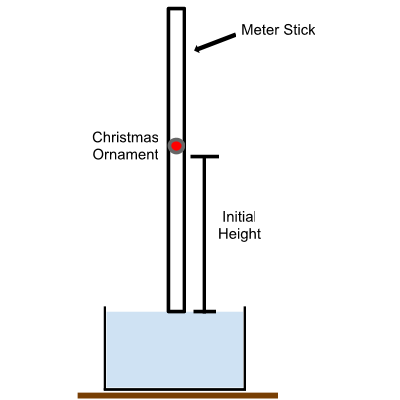 Meter Stick
Christmas
Ornament
Initial
Height